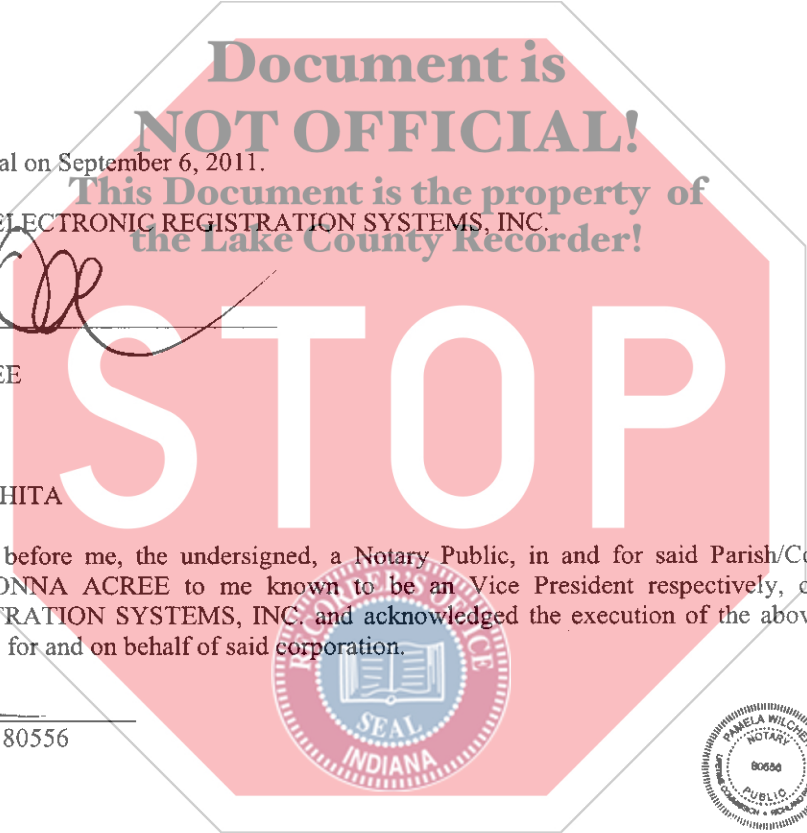 Document is
NOT OFFICIAL!
al on September 6, 2011.
This Document is the property of
ELECTRONIC REGISTRATION SYSTEMS, INC.
the Lake County Recorder!
STOP
EE
HITA
before me, the undersigned, a Notary Public, in and for said Parish/Co
ONNA ACREE to me known to be an Vice President respectively, o
TRATION SYSTEMS, INC. and acknowledged the execution of the abov
for and on behalf of said corporation.
RECORDER'S OFFICE
SEAL
INDIANA
80556
PAMELA WILCHE
NOTARY
PUBLIC